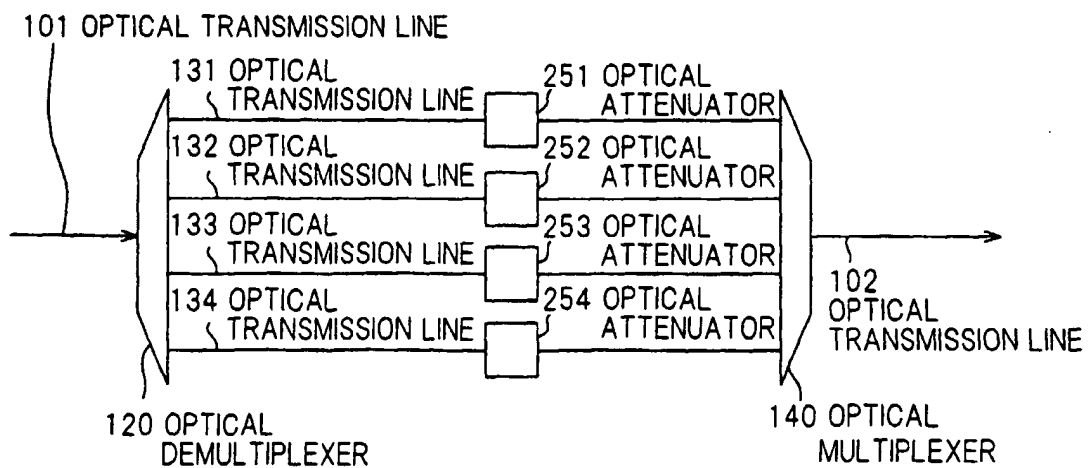 101 OPTICAL TRANSMISSION LINE
131 OPTICAL
TRANSMISSION LINE
251 OPTICAL
ATTENUATOR
132 OPTICAL
TRANSMISSION LINE
252 OPTICAL
ATTENUATOR
133 OPTICAL
TRANSMISSION LINE
253 OPTICAL
ATTENUATOR
134 OPTICAL
TRANSMISSION LINE
254 OPTICAL
ATTENUATOR
102
OPTICAL
TRANSMISSION LINE
120 OPTICAL
DEMULTIPLEXER
140 OPTICAL
MULTIPLEXER